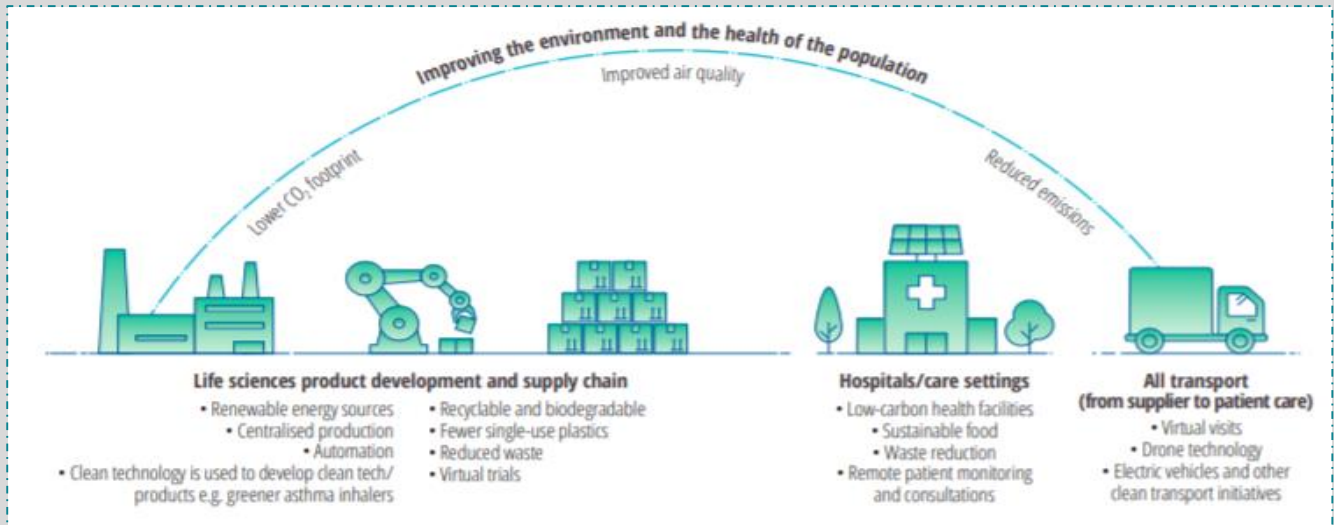 Improving the environment and the health of the population
Improved air quality
Lower CO₂ footprint
Reduced emissions
Life sciences product development and supply chain
• Renewable energy sources
• Centralised production
• Automation
• Clean technology is used to develop clean tech/
products e.g. greener asthma inhalers
• Recyclable and biodegradable
• Fewer single-use plastics
• Reduced waste
• Virtual trials
Hospitals/care settings
• Low-carbon health facilities
• Sustainable food
• Waste reduction
• Remote patient monitoring
and consultations
All transport
(from supplier to patient care)
• Virtual visits
• Drone technology
• Electric vehicles and other
clean transport initiatives